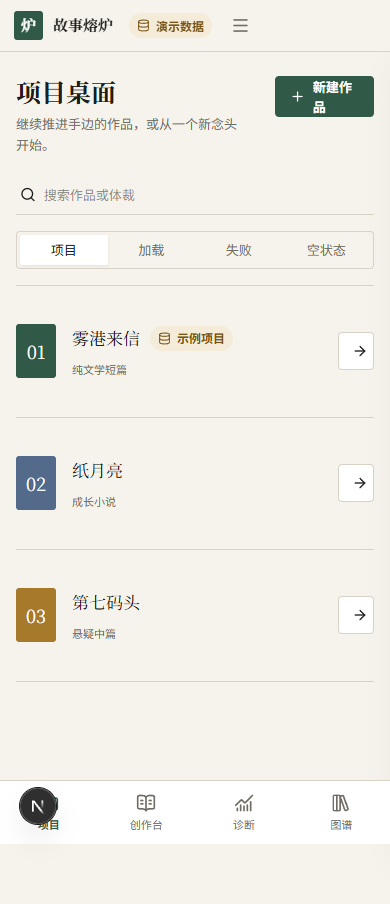 炉 故事熔炉 演示数据
项目桌面
新建作
品
继续推进手边的作品，或从一个新念头
开始。
搜索作品或体裁
项目 加载 失败 空状态
01 雾港来信 示例项目
纯文学短篇
02 纸月亮
成长小说
03 第七码头
悬疑中篇
N
项目 创作台 诊断 图谱